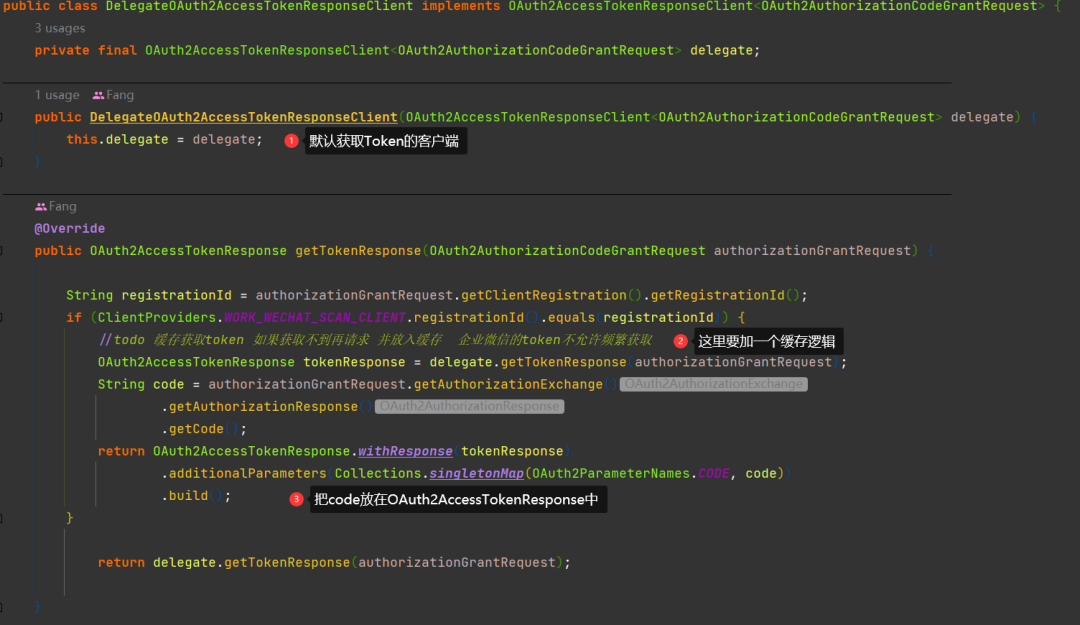 public class DelegateOAuth2AccessTokenResponseClient implements OAuth2AccessTokenResponseClient<OAuth2AuthorizationCodeGrantRequest> {
3 usages
private final OAuth2AccessTokenResponseClient<OAuth2AuthorizationCodeGrantRequest> delegate;
1 usage Fang
public DelegateOAuth2AccessTokenResponseClient(OAuth2AccessTokenResponseClient<OAuth2AuthorizationCodeGrantRequest> delegate) {
this.delegate = delegate; 1 默认获取Token的客户端
}
Fang
@Override
public OAuth2AccessTokenResponse getTokenResponse(OAuth2AuthorizationCodeGrantRequest authorizationGrantRequest) {
String registrationId = authorizationGrantRequest.getClientRegistration().getRegistrationId();
if (ClientProviders.WORK_WECHAT_SCAN_CLIENT.registrationId().equals(registrationId)) {
//todo 缓存获取token 如果获取不到再请求 并放入缓存 企业微信的token不允许频繁获取 2 这里要加一个缓存逻辑
OAuth2AccessTokenResponse tokenResponse = delegate.getTokenResponse(authorizationGrantRequest);
String code = authorizationGrantRequest.getAuthorizationExchange() OAuth2AuthorizationExchange
.getAuthorizationResponse() OAuth2AuthorizationResponse
.getCode();
return OAuth2AccessTokenResponse.withResponse(tokenResponse)
.additionalParameters(Collections.singletonMap(OAuth2ParameterNames.CODE, code))
.build(); 3 把code放在OAuth2AccessTokenResponse中
}
return delegate.getTokenResponse(authorizationGrantRequest);
}